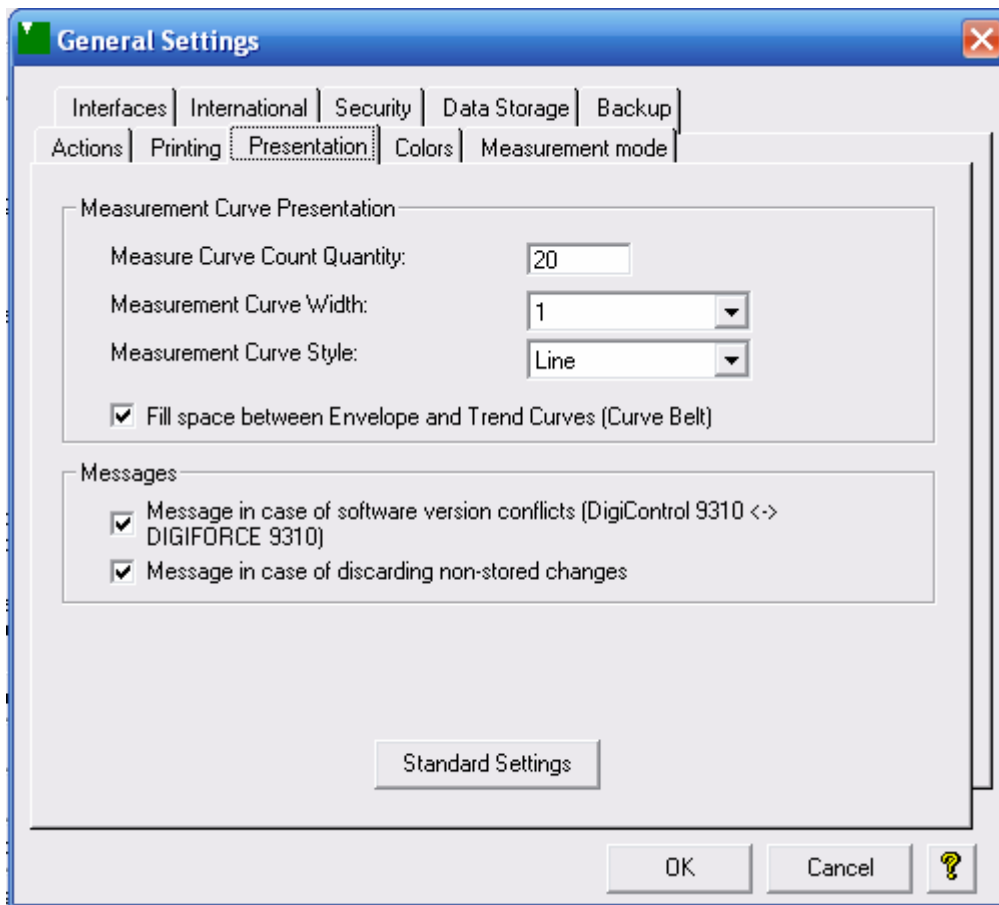 General Settings
Interfaces International Security Data Storage Backup
Actions Printing Presentation Colors Measurement mode
Measurement Curve Presentation
Measure Curve Count Quantity: 20
Measurement Curve Width: 1
Measurement Curve Style: Line
Fill space between Envelope and Trend Curves (Curve Belt)
Messages
Message in case of software version conflicts (DigiControl 9310 <->
DIGIFORCE 9310)
Message in case of discarding non-stored changes
Standard Settings
OK Cancel ?